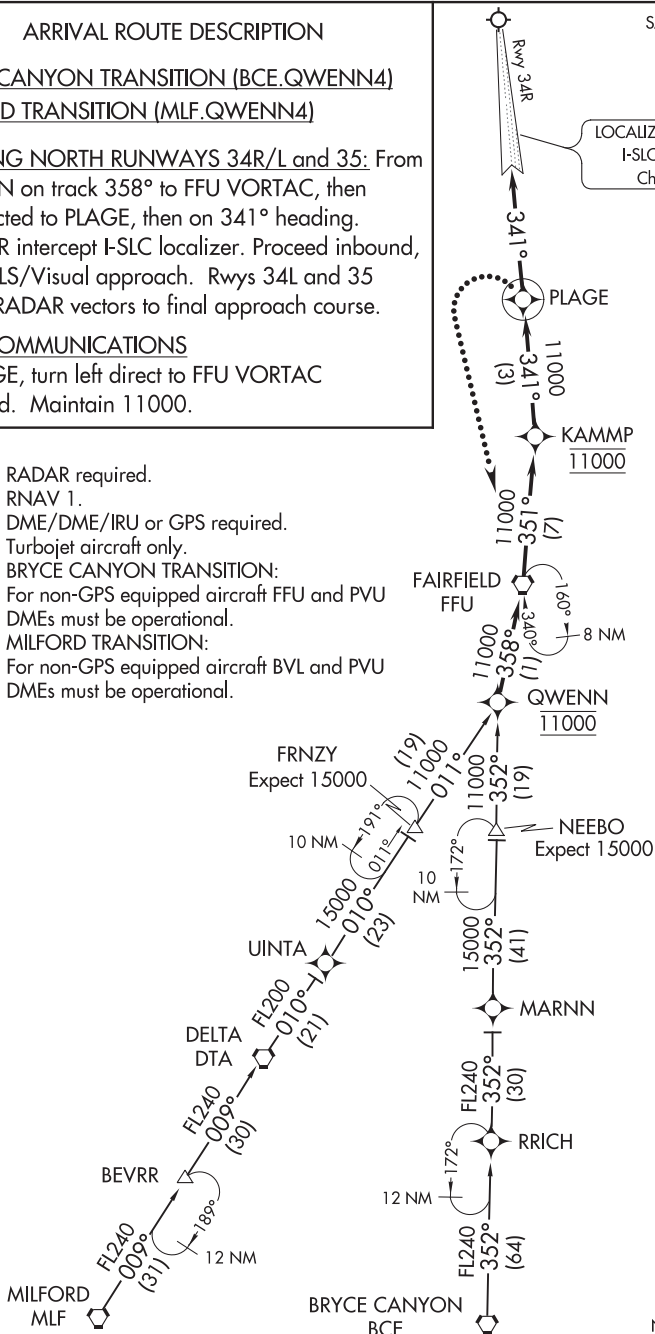 ARRIVAL ROUTE DESCRIPTION
CANYON TRANSITION (BCE.QWENN4)
D TRANSITION (MLF.QWENN4)
NG NORTH RUNWAYS 34R/L and 35: From
N on track 358° to FFU VORTAC, then
cted to PLAGE, then on 341° heading.
R intercept I-SLC localizer. Proceed inbound,
LS/Visual approach. Rwys 34L and 35
RADAR vectors to final approach course.
OMMUNICATIONS
GE, turn left direct to FFU VORTAC
d. Maintain 11000.
RADAR required.
RNAV 1.
DME/DME/IRU or GPS required.
Turbojet aircraft only.
BRYCE CANYON TRANSITION:
For non-GPS equipped aircraft FFU and PVU
DMEs must be operational.
MILFORD TRANSITION:
For non-GPS equipped aircraft BVL and PVU
DMEs must be operational.
Rwy 34R
LOCALIZ
I-SLC
Ch
341°
PLAGE
11000
341°
(3)
KAMMP
11000
11000
351°
(7)
FAIRFIELD
FFU
160°
340°
8 NM
11000
358°
(1)
QWENN
11000
FRNZY
Expect 15000
(19)
11000
011°
11000
352°
(19)
191°
011°
10 NM
NEEBO
Expect 15000
172°
10
NM
15000
010°
(23)
15000
352°
(41)
UINTA
MARNN
FL200
010°
(21)
DELTA
DTA
FL240
352°
(30)
FL240
009°
(30)
RRICH
172°
12 NM
BEVRR
189°
12 NM
FL240
009°
(31)
FL240
352°
(64)
MILFORD
MLF
BRYCE CANYON
BCE